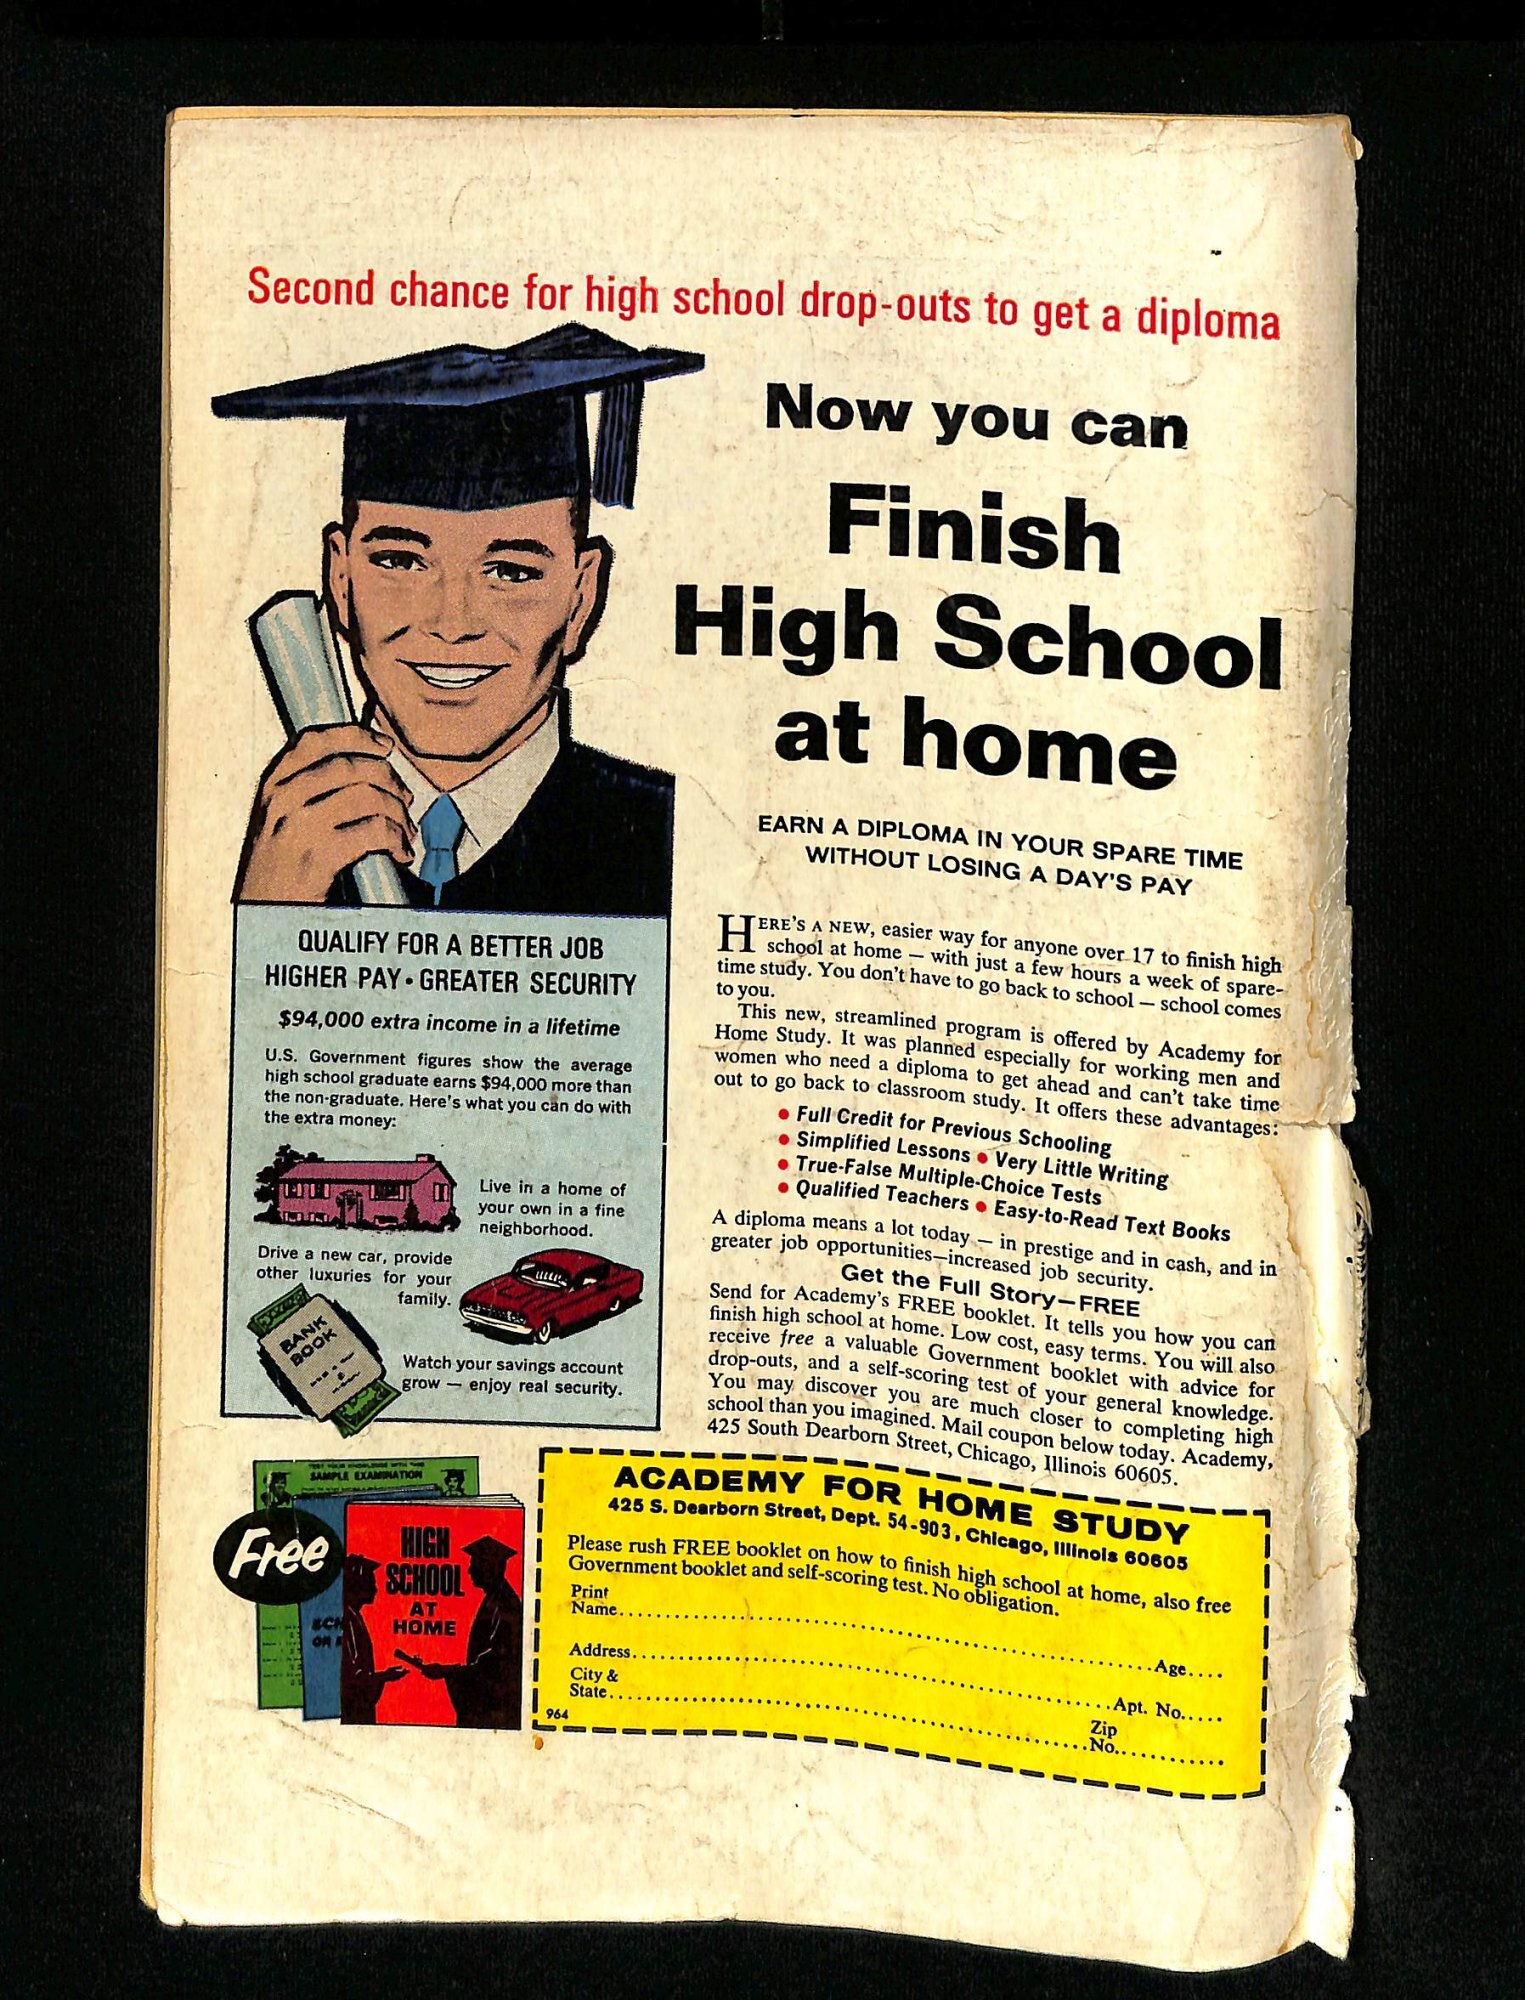 Second chance for high school drop-outs to get a diploma
Now you can
Finish
High School
at home
EARN A DIPLOMA IN YOUR SPARE TIME
WITHOUT LOSING A DAY'S PAY
HERE'S A NEW, easier way for anyone over 17 to finish high
school at home — with just a few hours a week of spare-
time study. You don't have to go back to school — school comes
to you.
This new, streamlined program is offered by Academy for
Home Study. It was planned especially for working men and
women who need a diploma to get ahead and can't take time
out to go back to classroom study. It offers these advantages:
• Full Credit for Previous Schooling
• Simplified Lessons • Very Little Writing
• True-False Multiple-Choice Tests
• Qualified Teachers • Easy-to-Read Text Books
A diploma means a lot today — in prestige and in cash, and in
greater job opportunities—increased job security.
Get the Full Story—FREE
Send for Academy's FREE booklet. It tells you how you can
finish high school at home. Low cost, easy terms. You will also
receive free a valuable Government booklet with advice for
drop-outs, and a self-scoring test of your general knowledge.
You may discover you are much closer to completing high
school than you imagined. Mail coupon below today. Academy,
425 South Dearborn Street, Chicago, Illinois 60605.
QUALIFY FOR A BETTER JOB
HIGHER PAY • GREATER SECURITY
$94,000 extra income in a lifetime
U.S. Government figures show the average
high school graduate earns $94,000 more than
the non-graduate. Here's what you can do with
the extra money:
Live in a home of
your own in a fine
neighborhood.
Drive a new car, provide
other luxuries for your
family.
BANK
BOOK
Watch your savings account
grow — enjoy real security.
SAMPLE EXAMINATION
Free
HIGH
SCHOOL
AT
HOME
ACADEMY FOR HOME STUDY
425 S. Dearborn Street, Dept. 54-903, Chicago, Illinois 60605
Please rush FREE booklet on how to finish high school at home, also free
Government booklet and self-scoring test. No obligation.
Print
Name..........Age....
Address..........Apt. No.....
City &
State..........Zip
No............
964